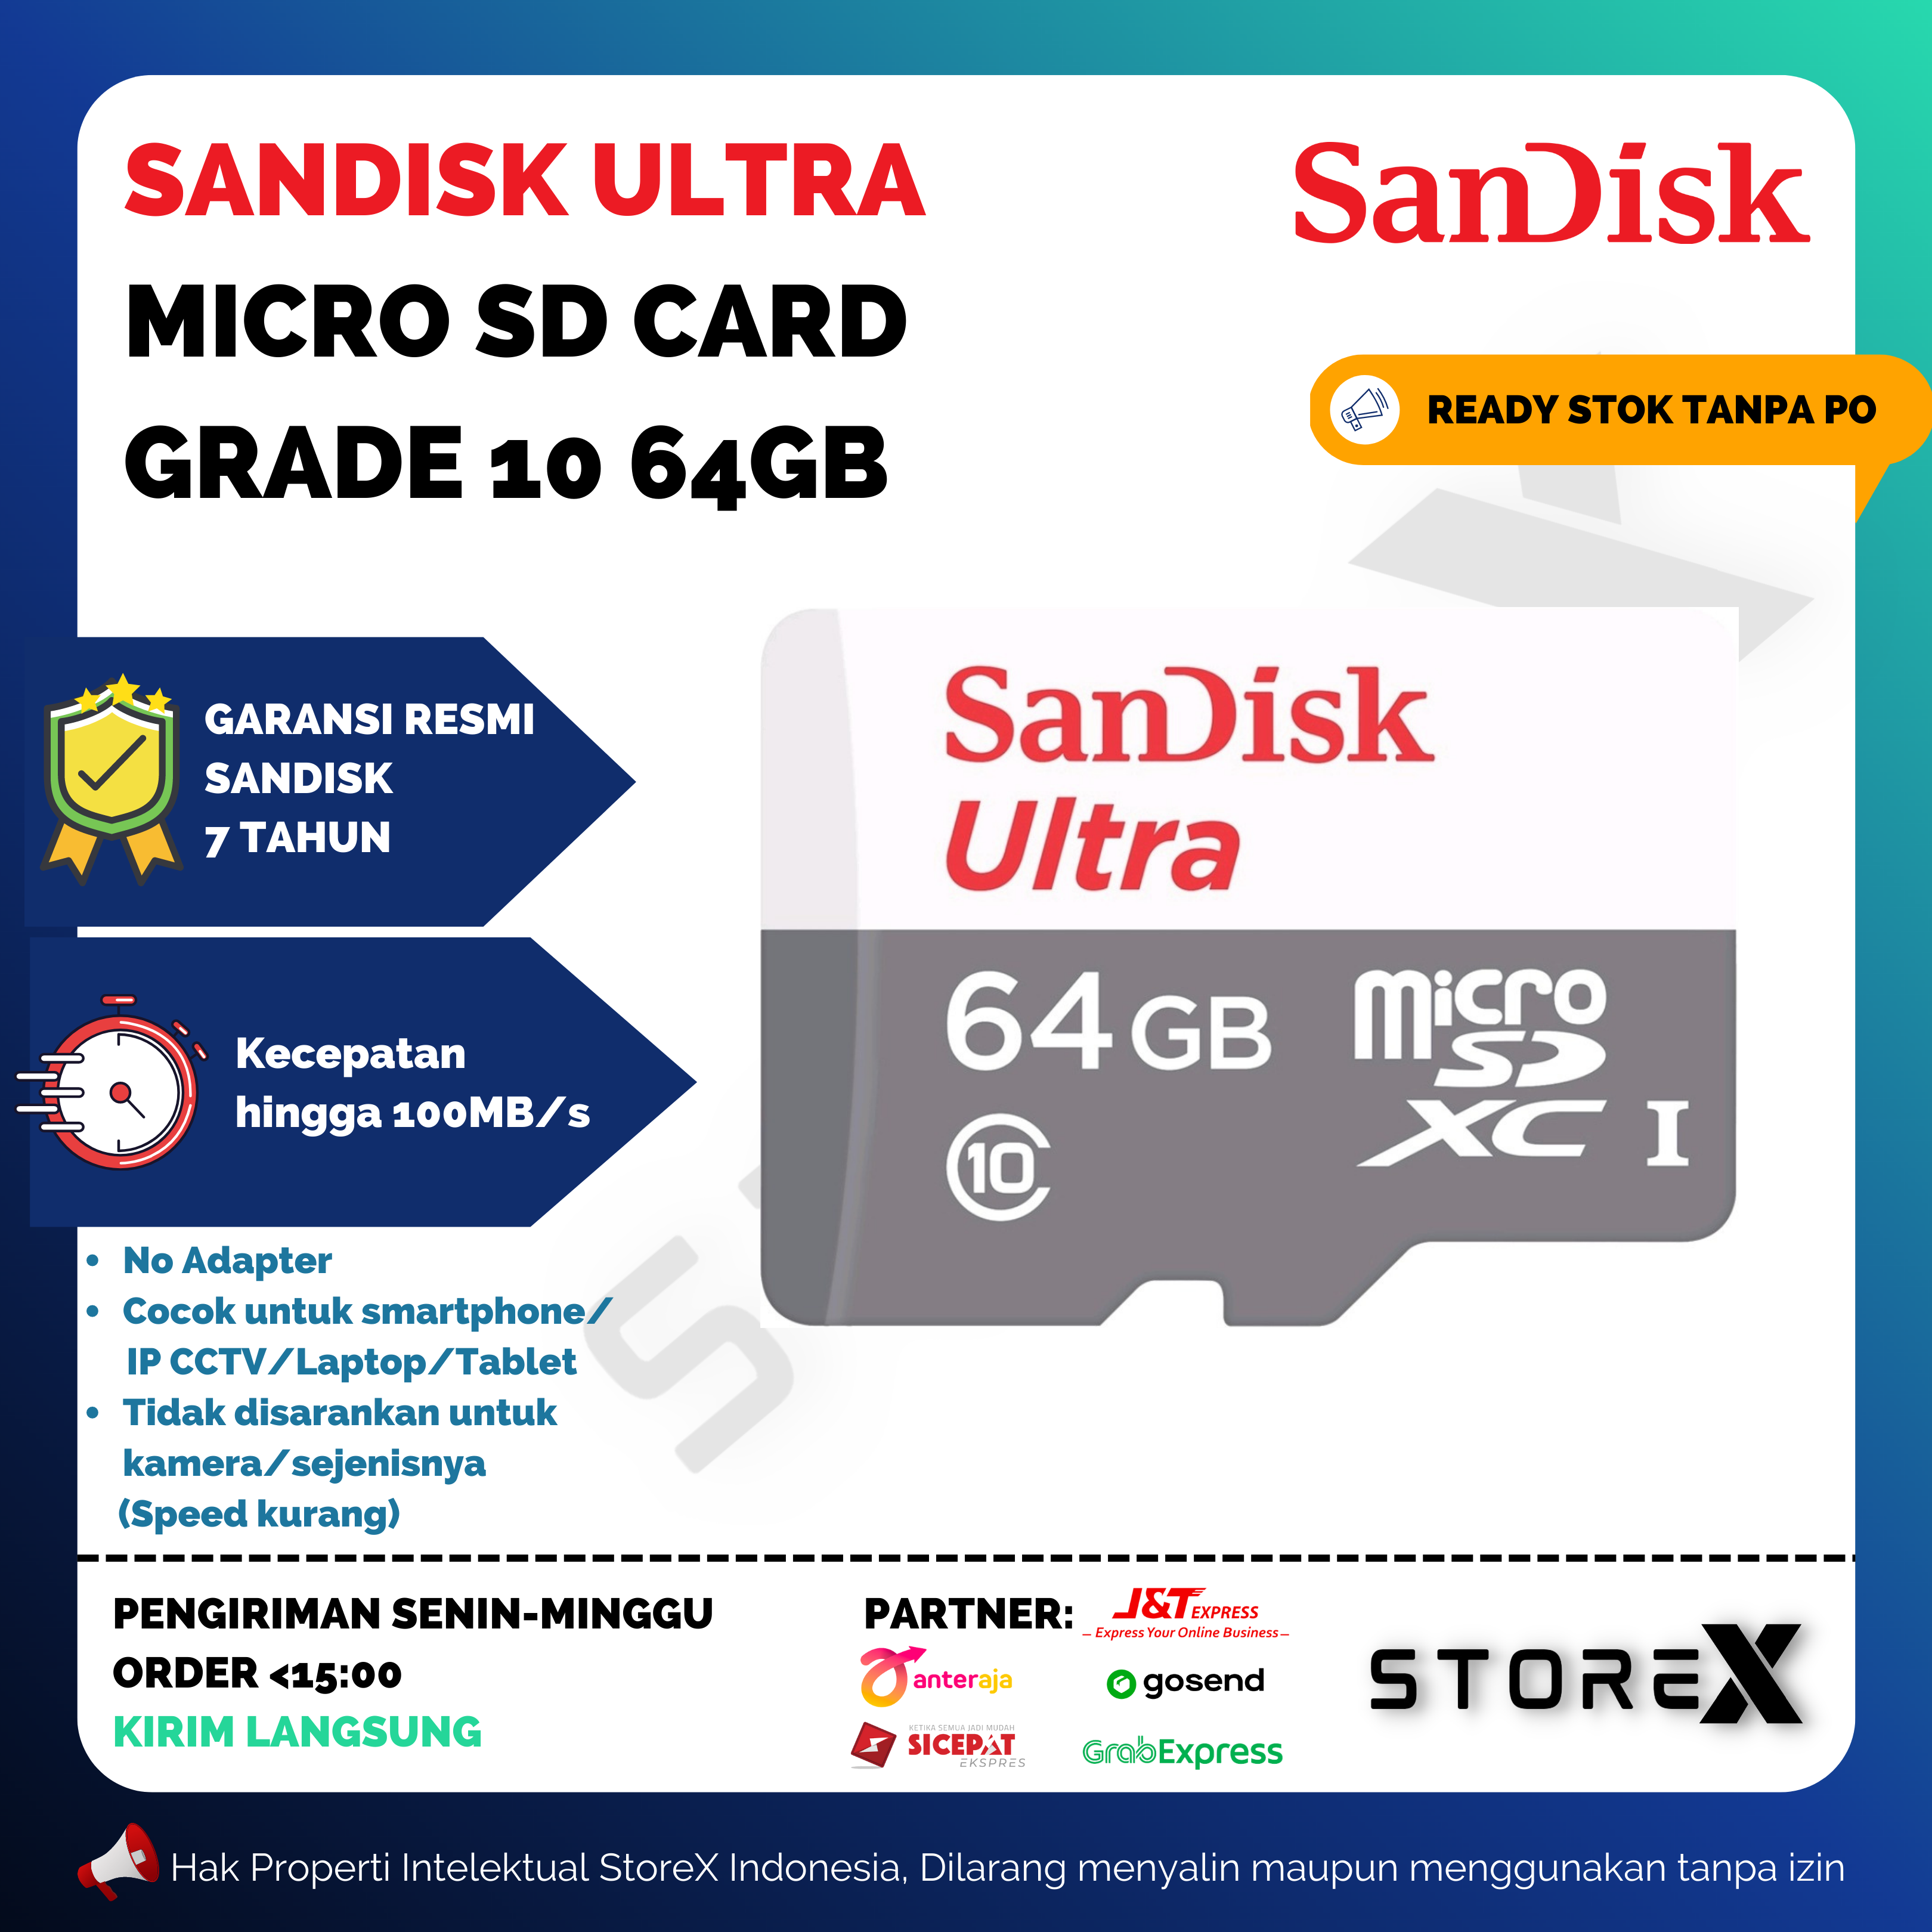 SANDISK ULTRA
MICRO SD CARD
GRADE 10 64GB
SanDisk
READY STOK TANPA PO
GARANSI RESMI
SANDISK
7 TAHUN
Kecepatan
hingga 100MB/s
SanDisk
Ultra
64GB
micro
SD
XC I
10
• No Adapter
• Cocok untuk smartphone/
IP CCTV/Laptop/Tablet
• Tidak disarankan untuk
kamera/sejenisnya
(Speed kurang)
PENGIRIMAN SENIN-MINGGU
ORDER <15:00
KIRIM LANGSUNG
PARTNER:
J&T EXPRESS
Express Your Online Business
anteraja
gosend
KETIKA SEMUA JADI MUDAH
SICEPAT
EKSPRES
GrabExpress
STOREX
Hak Properti Intelektual StoreX Indonesia, Dilarang menyalin maupun menggunakan tanpa izin